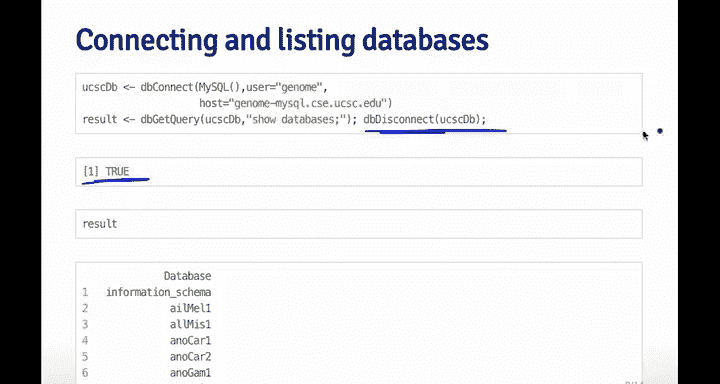 Connecting and listing databases
ucscDb <- dbConnect(MySQL(),user="genome",
host="genome-mysql.cse.ucsc.edu")
result <- dbGetQuery(ucscDb,"show databases;"); dbDisconnect(ucscDb);
[1] TRUE
result
Database
1 information_schema
2 ailMel1
3 allMis1
4 anoCar1
5 anoCar2
6 anoGam1